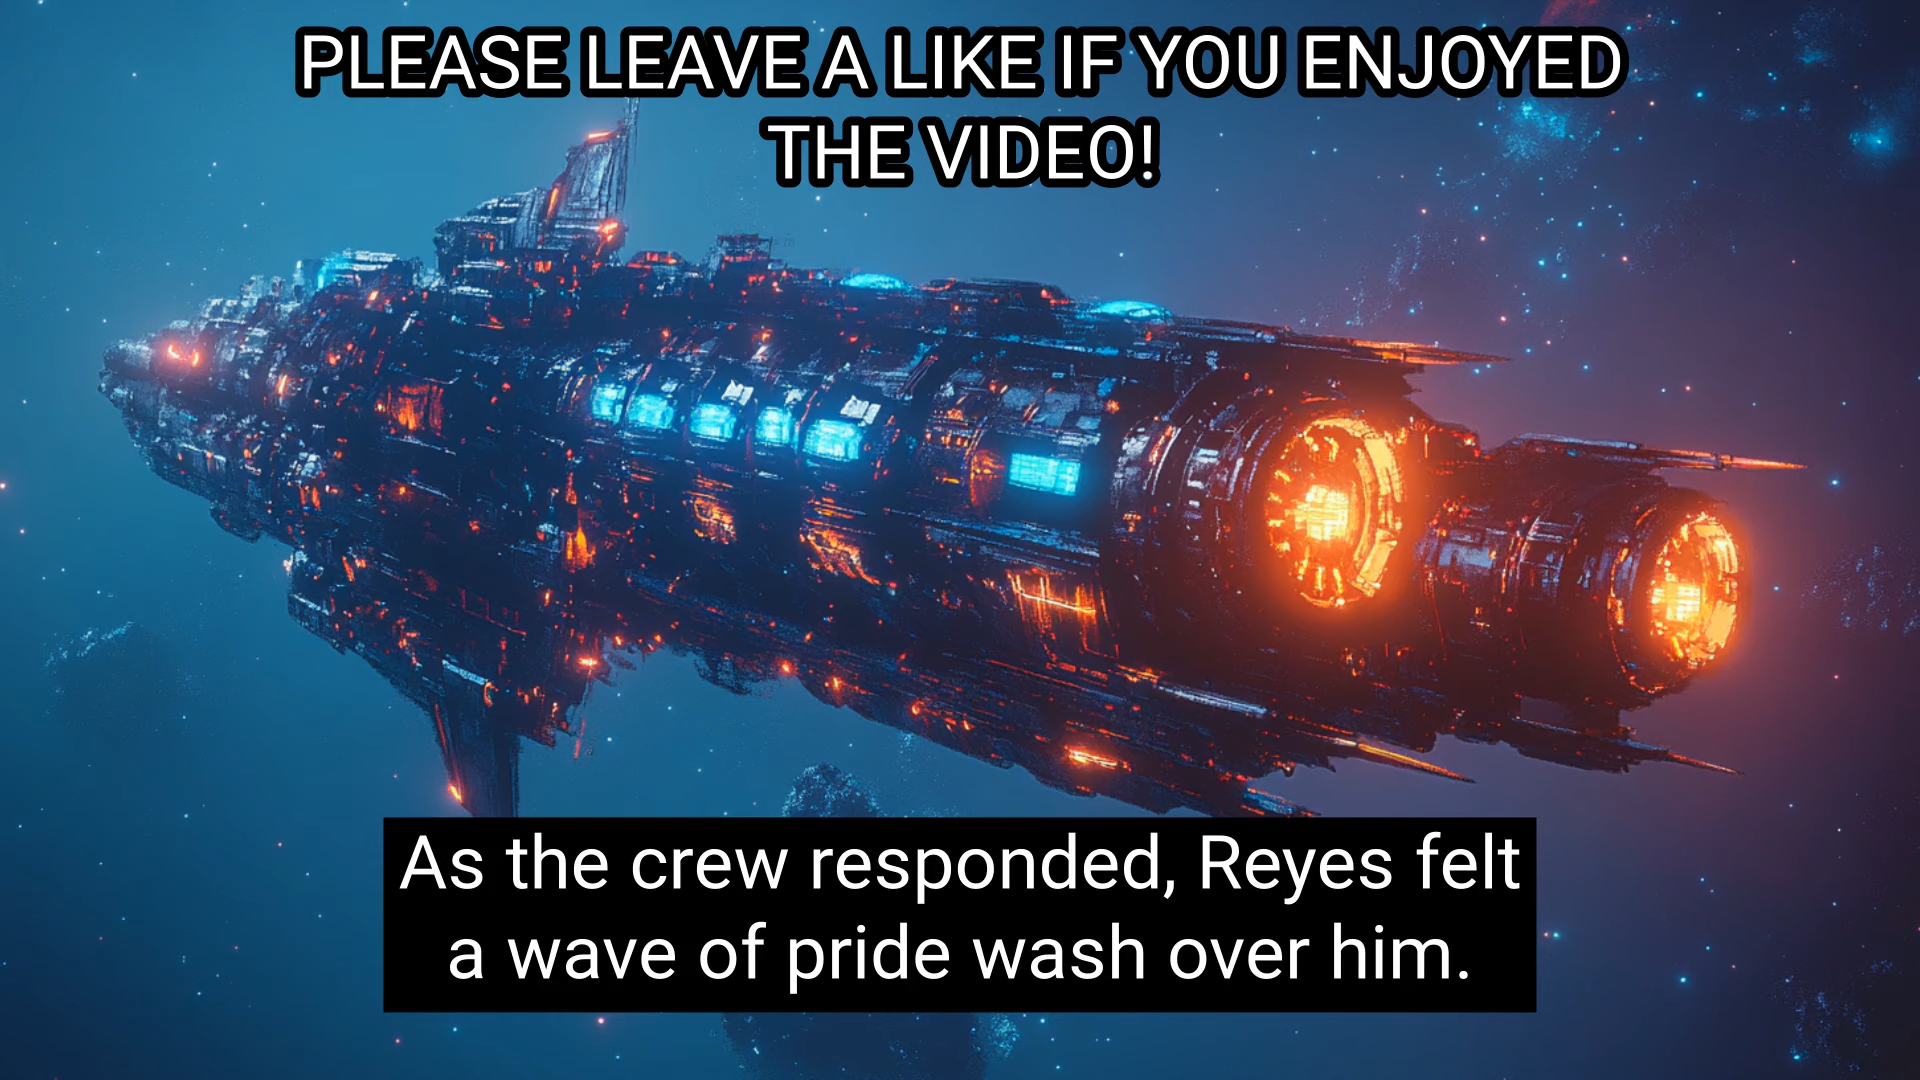 PLEASE LEAVE A LIKE IF YOU ENJOYED
THE VIDEO!
As the crew responded, Reyes felt
a wave of pride wash over him.